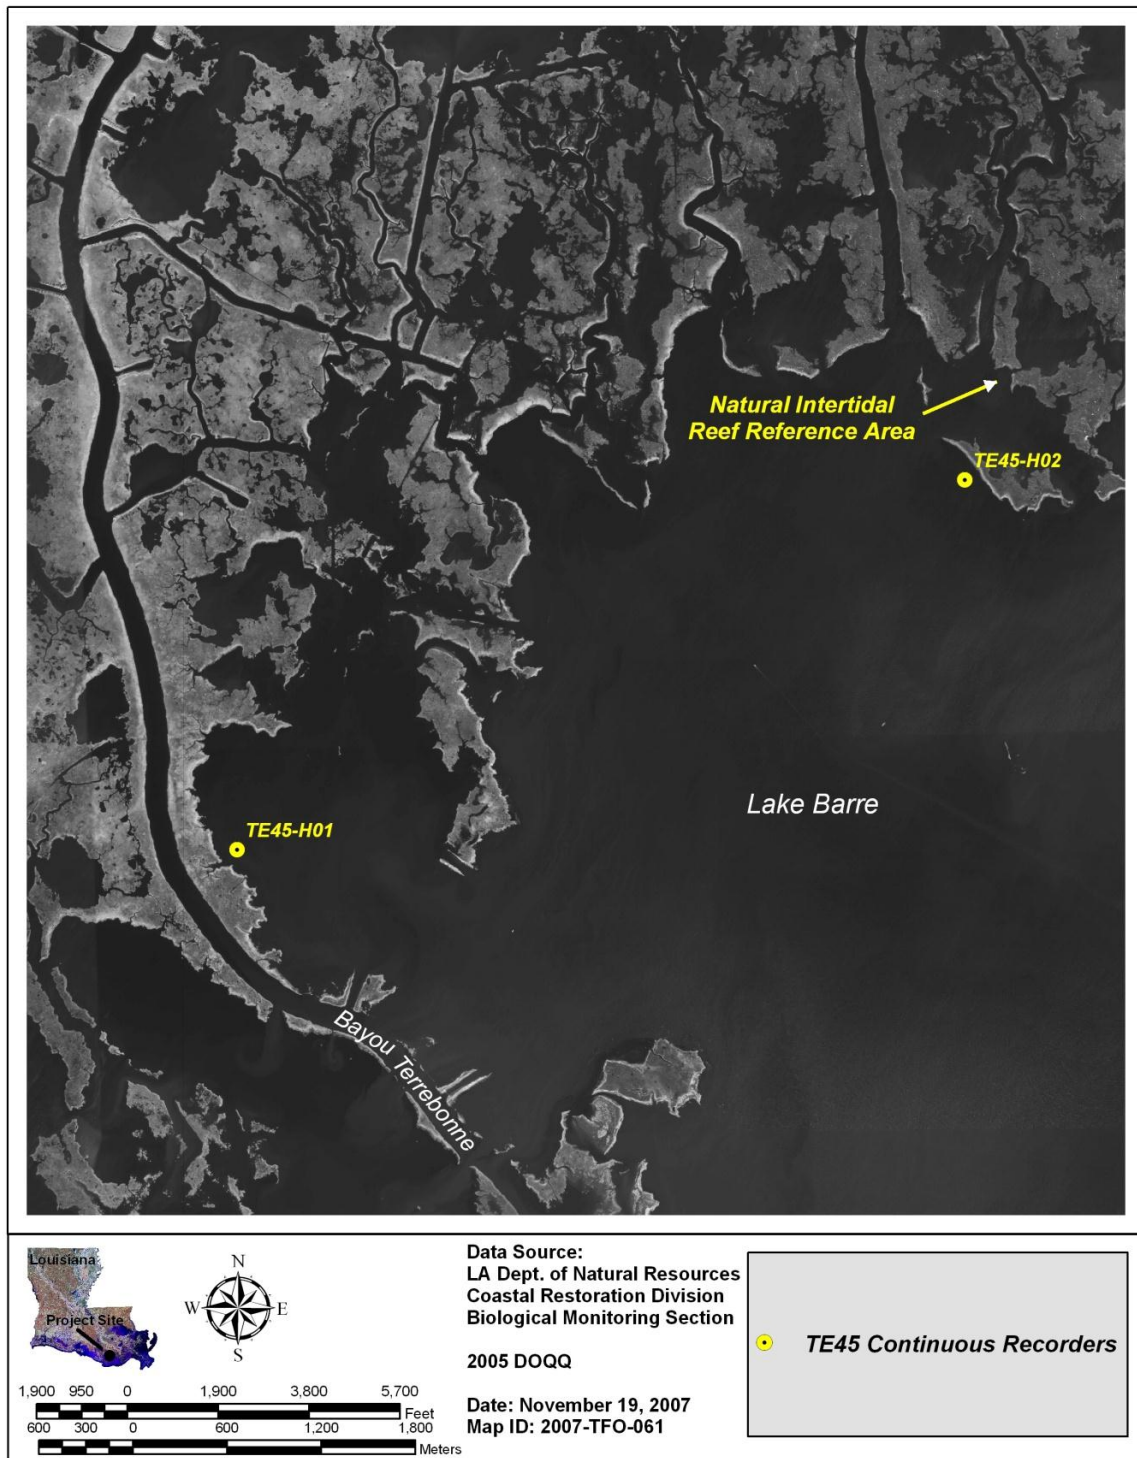 Natural Intertidal
Reef Reference Area
TE45-H02
Lake Barre
TE45-H01
Bayou Terrebonne
Louisiana
Project Site
N
W
E
S
1,900 950 0 1,900 3,800 5,700
Feet
600 300 0 600 1,200 1,800
Meters
Data Source:
LA Dept. of Natural Resources
Coastal Restoration Division
Biological Monitoring Section
2005 DOQQ
Date: November 19, 2007
Map ID: 2007-TFO-061
TE45 Continuous Recorders